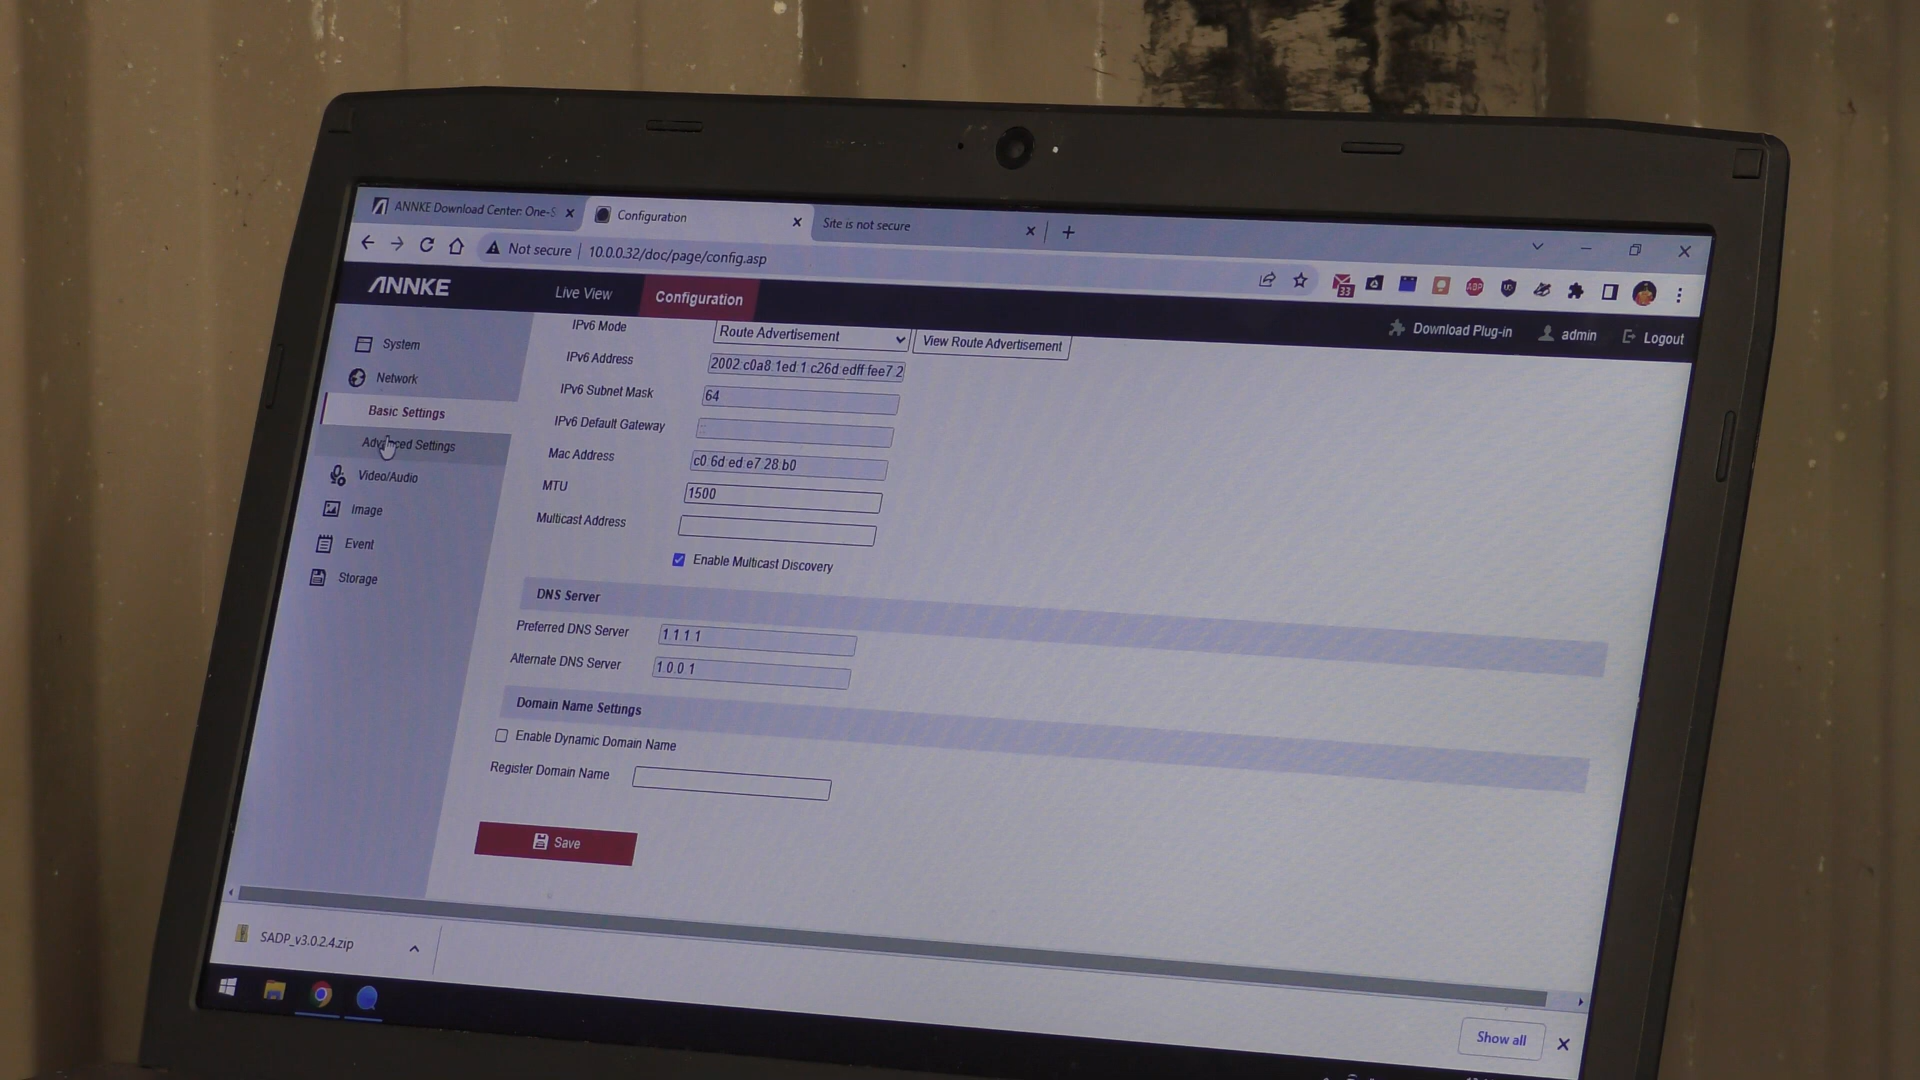 ANNKE Download Center: One-S
Configuration
Site is not secure
Not secure
10.0.0.32/doc/page/config.asp
33
ABP
ANNKE
Live View
Configuration
Download Plug-in
admin
Logout
System
Network
Basic Settings
Advanced Settings
Video/Audio
Image
Event
Storage
IPv6 Mode
Route Advertisement
View Route Advertisement
IPv6 Address
2002:c0a8:1ed:1:c26d:edff:fee7:2
IPv6 Subnet Mask
64
IPv6 Default Gateway
::
Mac Address
c0:6d:ed:e7:28:b0
MTU
1500
Multicast Address
Enable Multicast Discovery
DNS Server
Preferred DNS Server
1.1.1.1
Alternate DNS Server
1.0.0.1
Domain Name Settings
Enable Dynamic Domain Name
Register Domain Name
Save
SADP_v3.0.2.4.zip
Show all